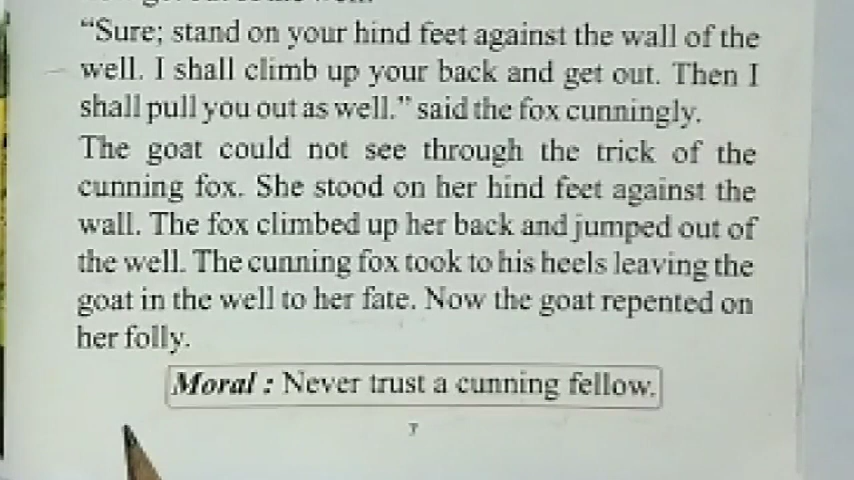 “Sure; stand on your hind feet against the wall of the
well. I shall climb up your back and get out. Then I
shall pull you out as well.” said the fox cunningly.
The goat could not see through the trick of the
cunning fox. She stood on her hind feet against the
wall. The fox climbed up her back and jumped out of
the well. The cunning fox took to his heels leaving the
goat in the well to her fate. Now the goat repented on
her folly.
Moral : Never trust a cunning fellow.
7